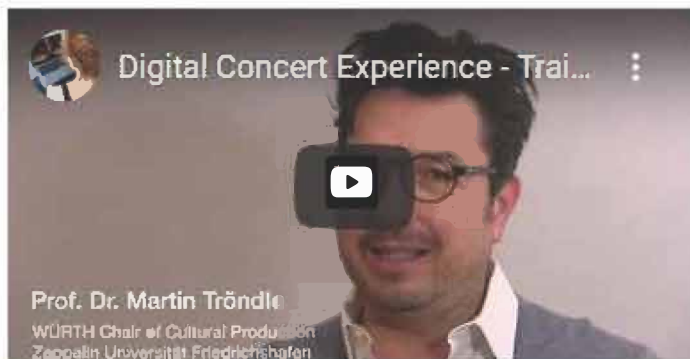 Digital Concert Experience - Trai...
Prof. Dr. Martin Tröndle
WÜRTH Chair of Cultural Production
Zeppelin Universität Friedrichshafen